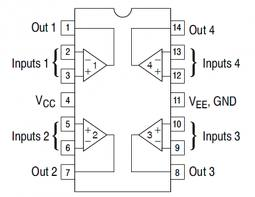 Out 1 1 14 Out 4
2 13
Inputs 1 − + 1 4 − + Inputs 4
3 12
VCC 4 11 VEE, GND
5 10
Inputs 2 + − 2 3 + − Inputs 3
6 9
Out 2 7 8 Out 3